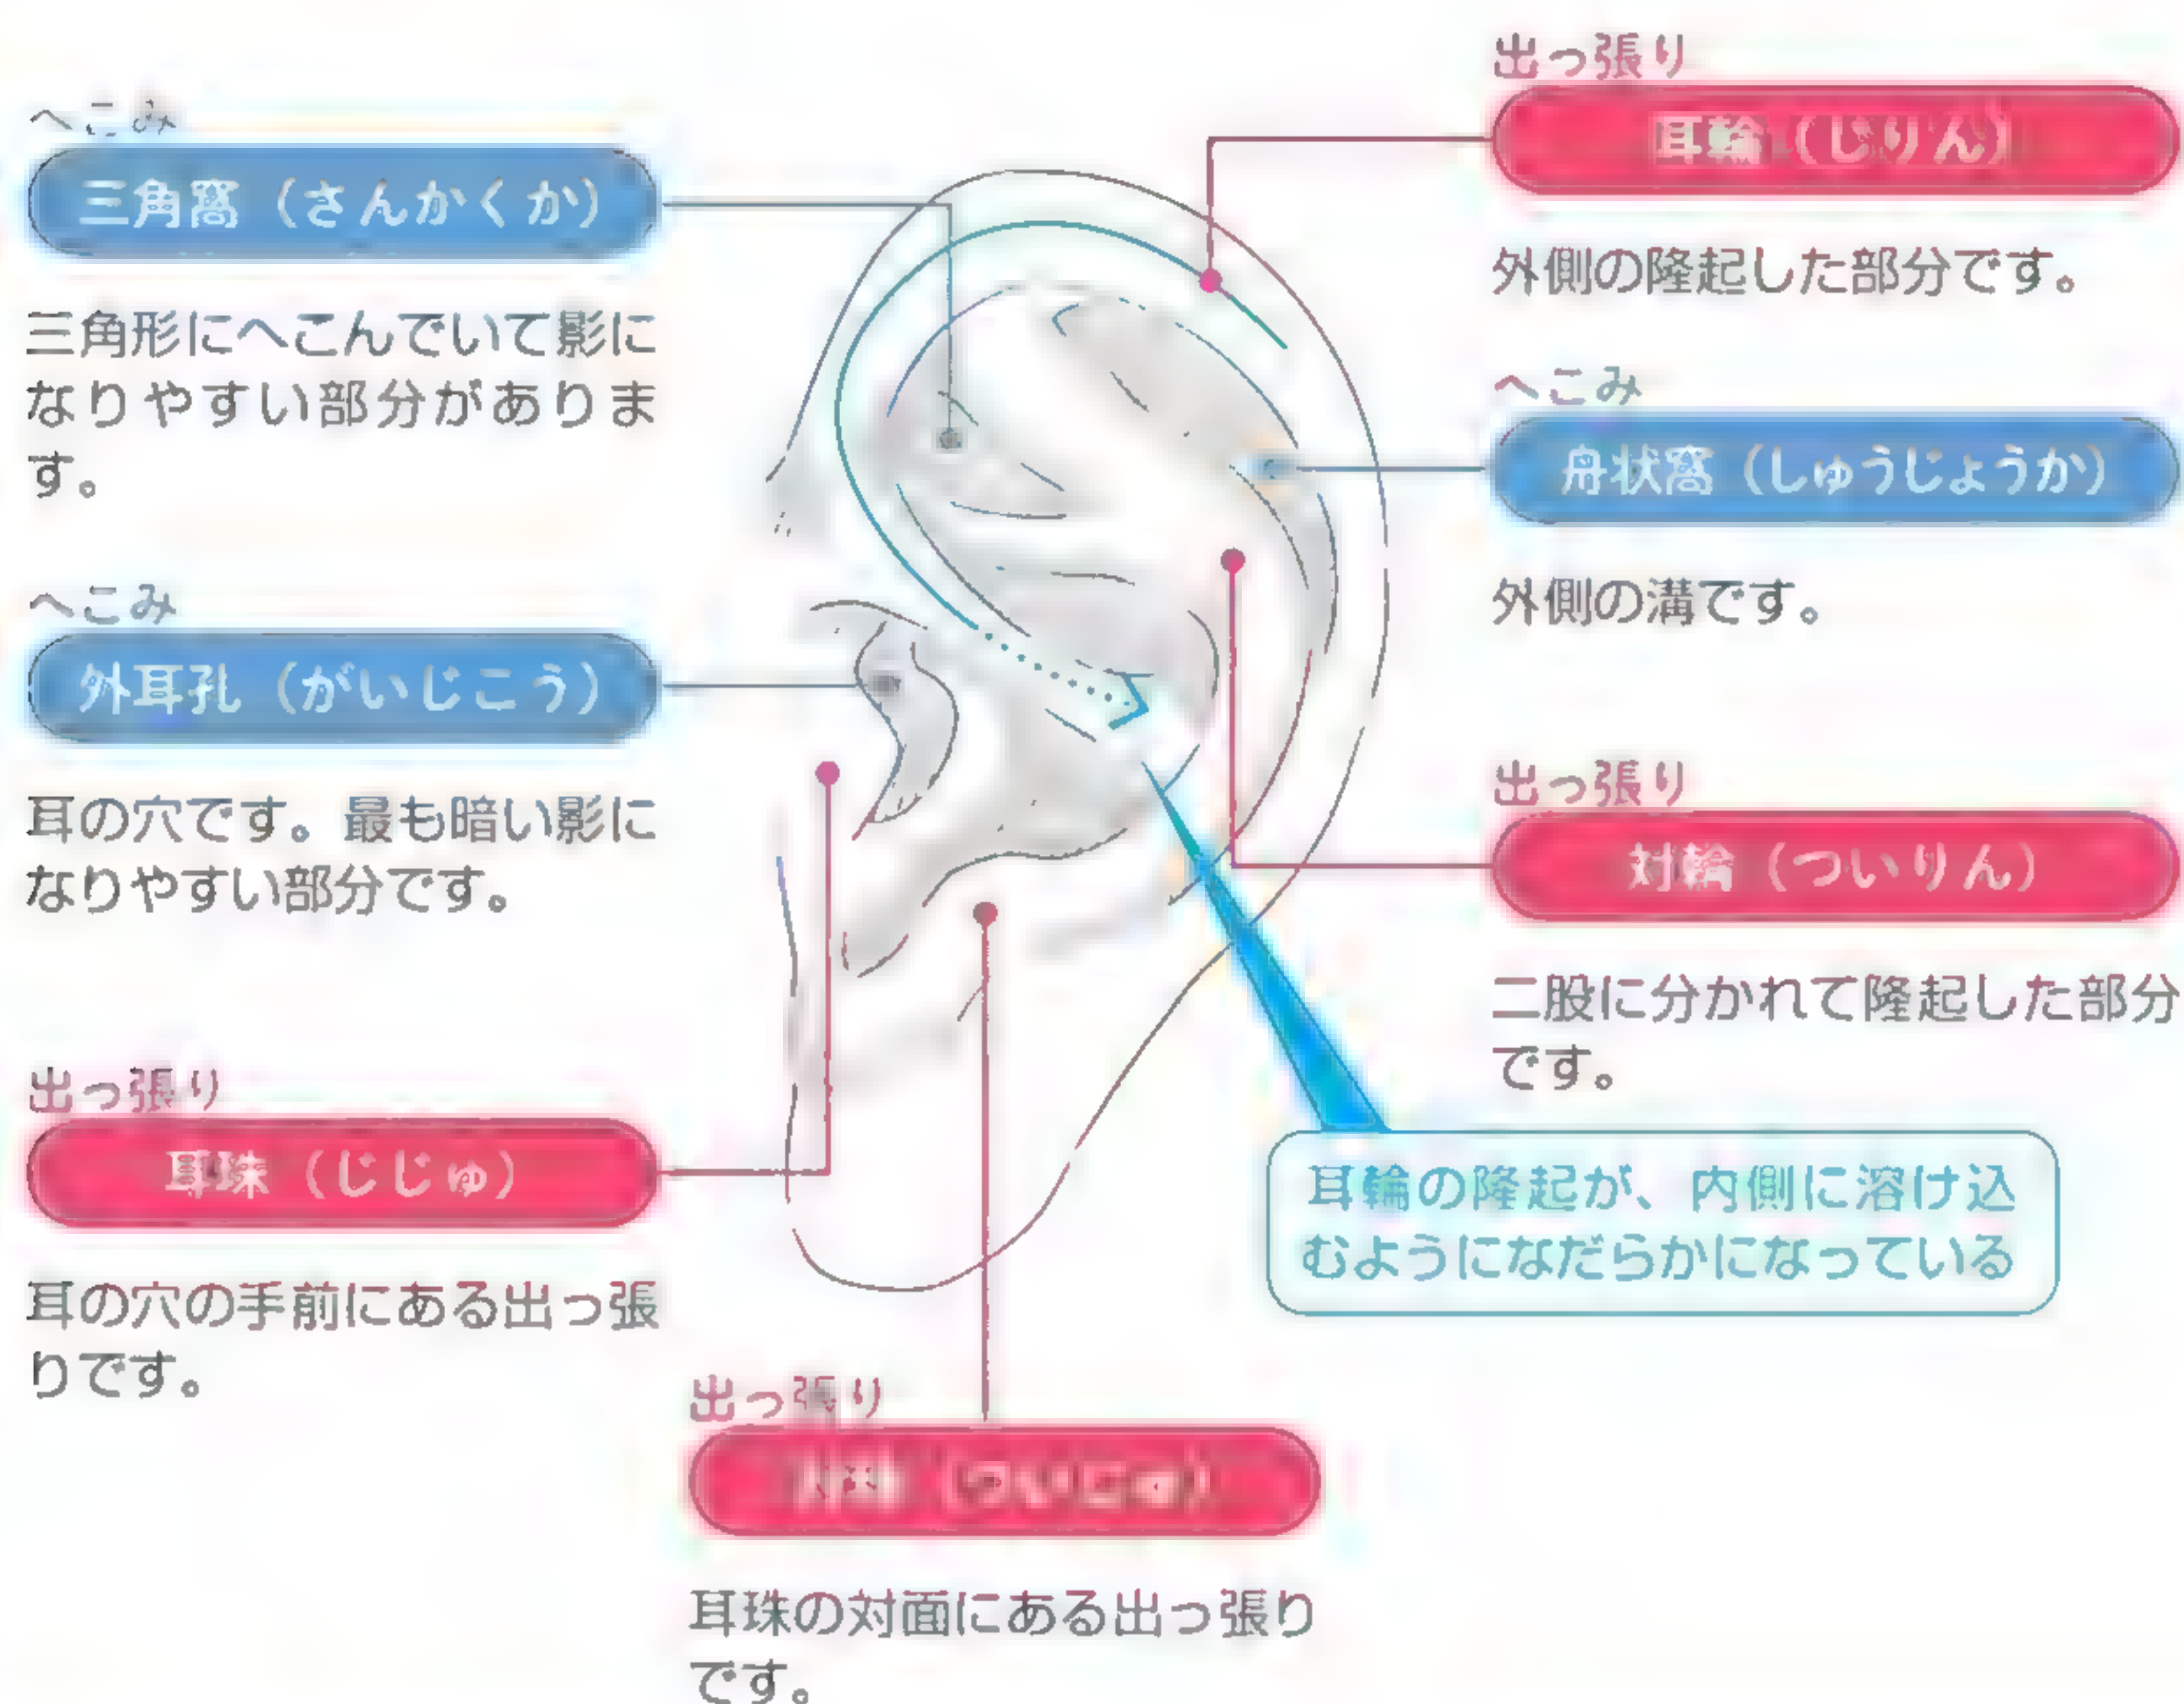 へこみ
三角窩（さんかくか）
三角形にへこんでいて影に
なりやすい部分がありま
す。
へこみ
外耳孔（がいじこう）
耳の穴です。最も暗い影に
なりやすい部分です。
出っ張り
耳珠（じじゅ）
耳の穴の手前にある出っ張
りです。
出っ張り
耳輪（じりん）
外側の隆起した部分です。
へこみ
舟状窩（しゅうじょうか）
外側の溝です。
出っ張り
対輪（ついりん）
二股に分かれて隆起した部分
です。
耳輪の隆起が、内側に溶け込
むようになだらかになっている
出っ張り
耳珠の対面にある出っ張り
です。